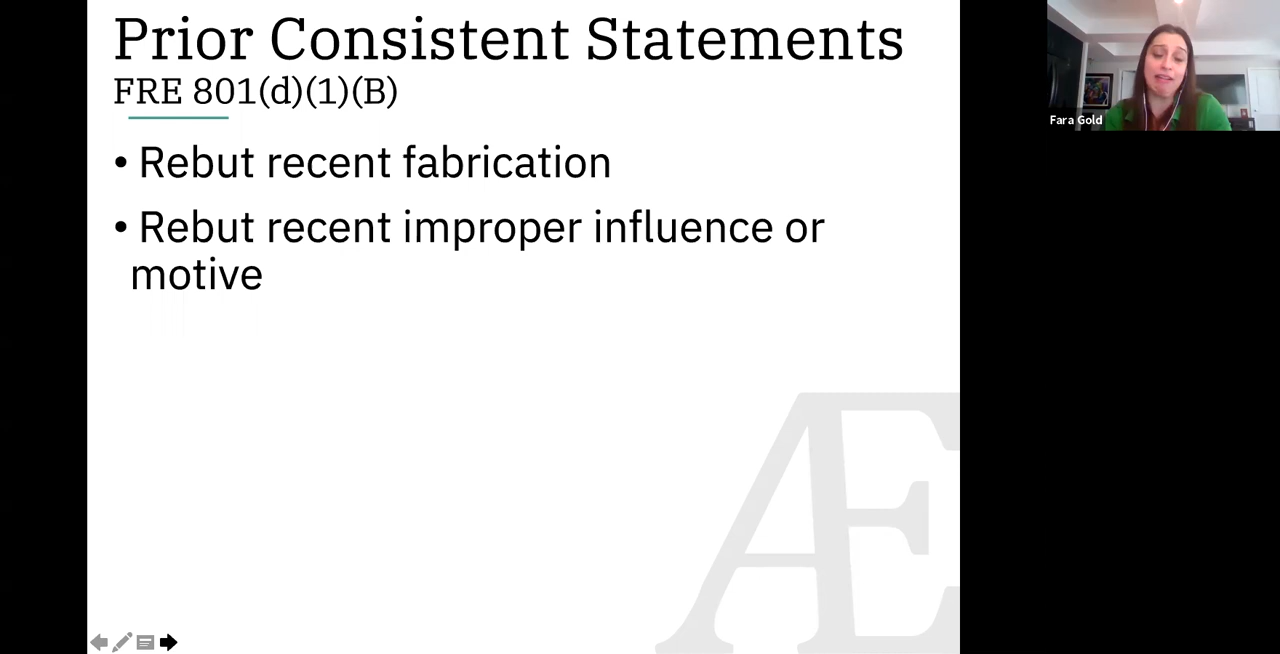 Prior Consistent Statements
FRE 801(d)(1)(B)
• Rebut recent fabrication
• Rebut recent improper influence or
motive
Æ
Fara Gold